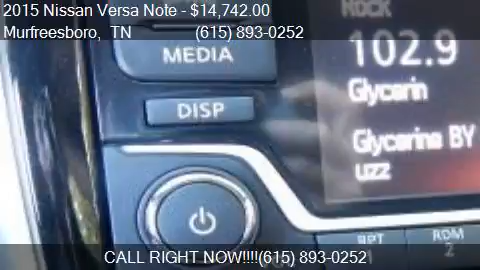 2015 Nissan Versa Note - $14,742.00
Murfreesboro, TN (615) 893-0252
ROCK
MEDIA
102.9
Glycerin
DISP
Glycerine BY
UZZ
RPT
RDM
1
2
CALL RIGHT NOW!!!!(615) 893-0252